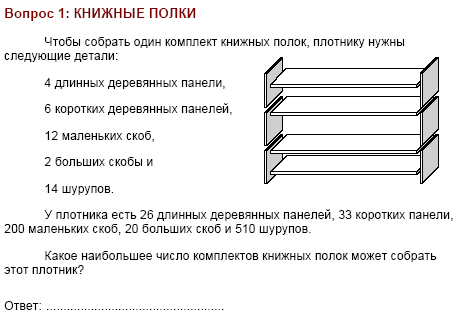 Вопрос 1: КНИЖНЫЕ ПОЛКИ
Чтобы собрать один комплект книжных полок, плотнику нужны
следующие детали:
4 длинных деревянных панели,
6 коротких деревянных панелей,
12 маленьких скоб,
2 больших скобы и
14 шурупов.
У плотника есть 26 длинных деревянных панелей, 33 коротких панели,
200 маленьких скоб, 20 больших скоб и 510 шурупов.
Какое наибольшее число комплектов книжных полок может собрать
этот плотник?
Ответ: ....................................................